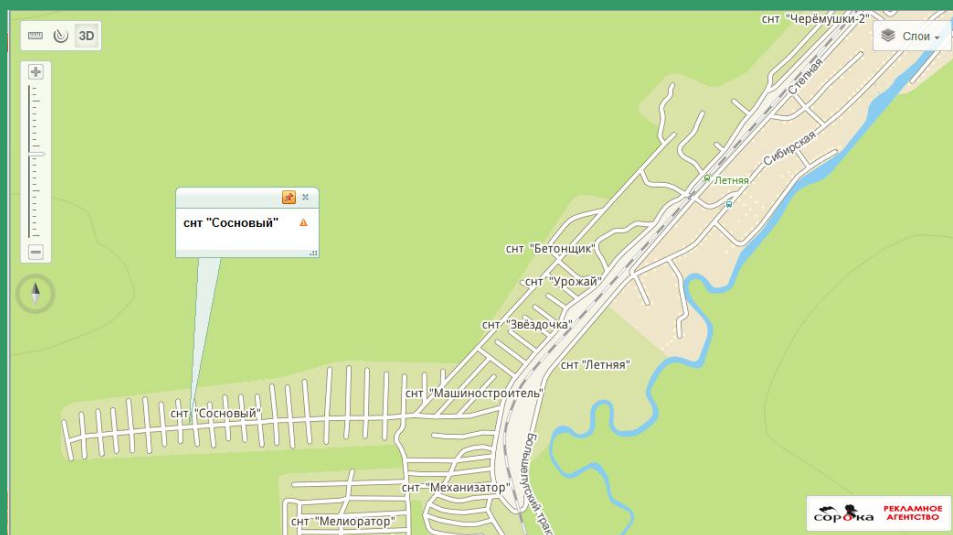 3D
снт "Черёмушки-2"
Слои
Степная
Сибирская
Летняя
снт "Сосновый"
снт "Бетонщик"
снт "Урожай"
снт "Звёздочка"
снт "Летняя"
снт "Машиностроитель"
снт "Сосновый"
Большелугский тракт
снт "Механизатор"
снт "Мелиоратор"
сорока
РЕКЛАМНОЕ
АГЕНТСТВО